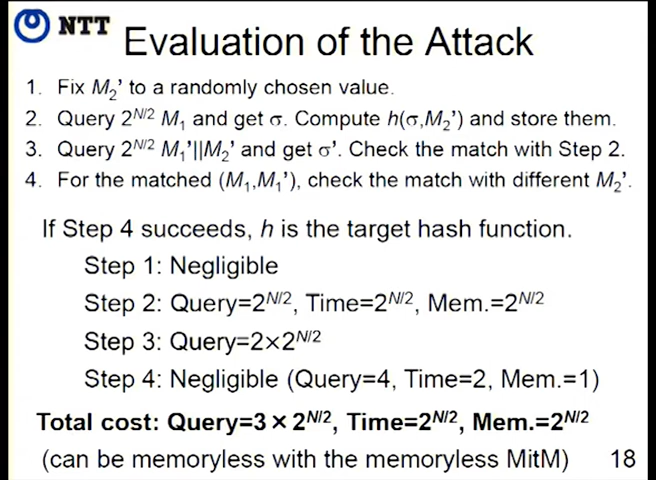 NTT
Evaluation of the Attack
1. Fix M₂' to a randomly chosen value.
2. Query 2^{N/2} M₁ and get σ. Compute h(σ,M₂') and store them.
3. Query 2^{N/2} M₁'||M₂' and get σ'. Check the match with Step 2.
4. For the matched (M₁,M₁'), check the match with different M₂'.
If Step 4 succeeds, h is the target hash function.
Step 1: Negligible
Step 2: Query=2^{N/2}, Time=2^{N/2}, Mem.=2^{N/2}
Step 3: Query=2×2^{N/2}
Step 4: Negligible (Query=4, Time=2, Mem.=1)
Total cost: Query=3 × 2^{N/2}, Time=2^{N/2}, Mem.=2^{N/2}
(can be memoryless with the memoryless MitM) 18